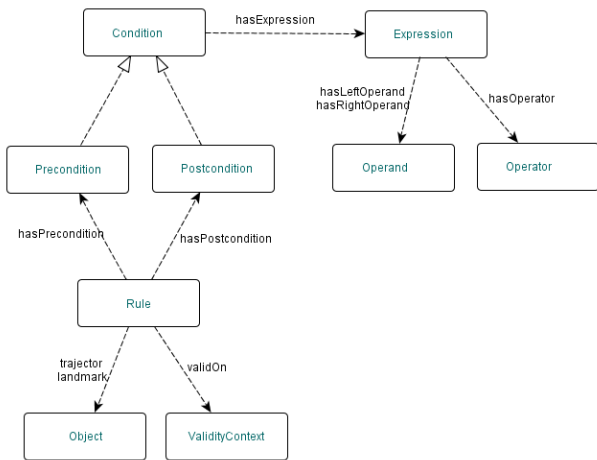 hasExpression
Condition
Expression
hasLeftOperand
hasRightOperand
hasOperator
Precondition
Postcondition
Operand
Operator
hasPrecondition
hasPostcondition
Rule
trajector
landmark
validOn
Object
ValidityContext